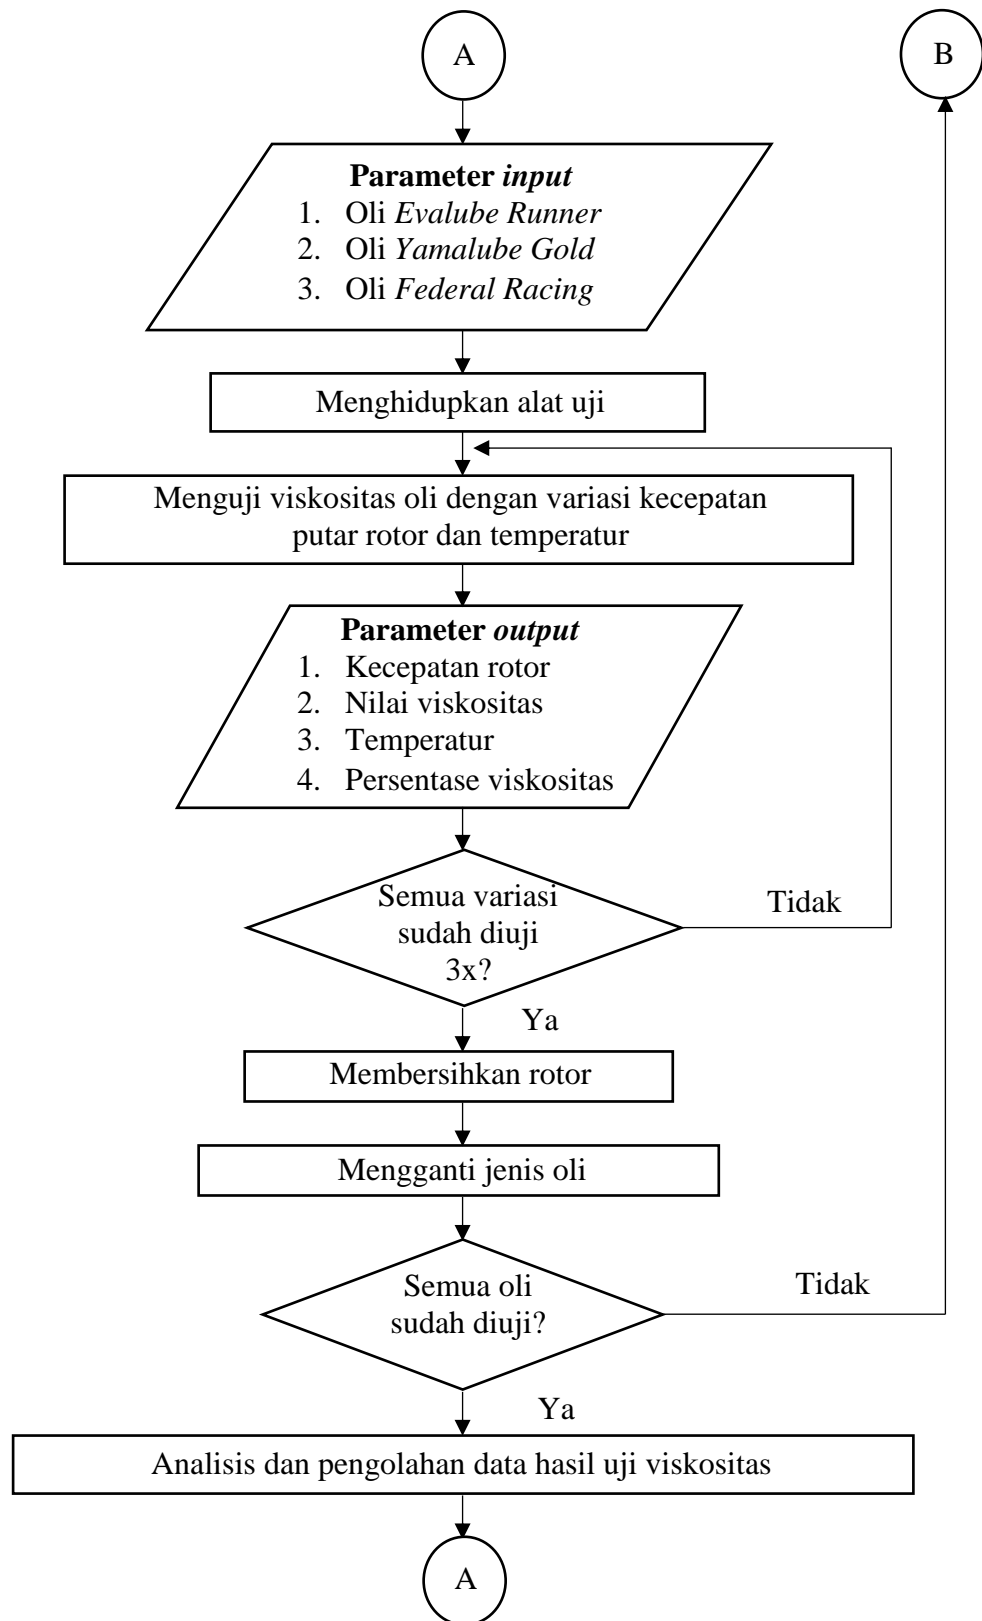 A
B
Parameter input
1. Oli Evalube Runner
2. Oli Yamalube Gold
3. Oli Federal Racing
Menghidupkan alat uji
Menguji viskositas oli dengan variasi kecepatan
putar rotor dan temperatur
Parameter output
1. Kecepatan rotor
2. Nilai viskositas
3. Temperatur
4. Persentase viskositas
Semua variasi
sudah diuji
3x?
Tidak
Ya
Membersihkan rotor
Mengganti jenis oli
Semua oli
sudah diuji?
Tidak
Ya
Analisis dan pengolahan data hasil uji viskositas
A